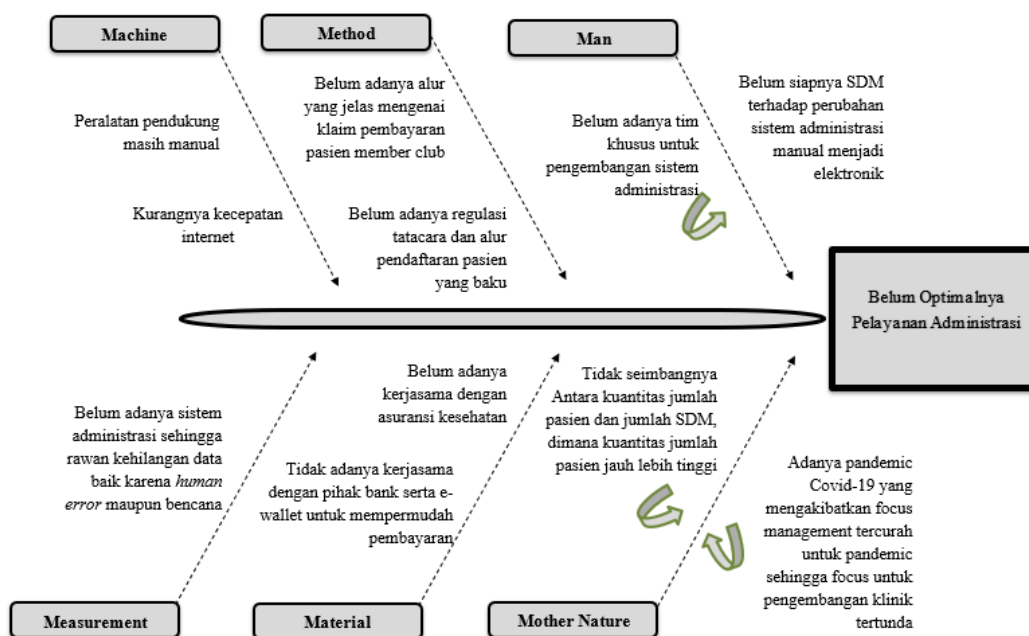 Machine
Method
Man
Peralatan pendukung
masih manual
Kurangnya kecepatan
internet
Belum adanya alur
yang jelas mengenai
klaim pembayaran
pasien member club
Belum adanya regulasi
tatacara dan alur
pendaftaran pasien
yang baku
Belum adanya tim
khusus untuk
pengembangan sistem
administrasi
Belum siapnya SDM
terhadap perubahan
sistem administrasi
manual menjadi
elektronik
Belum Optimalnya
Pelayanan Administrasi
Belum adanya sistem
administrasi sehingga
rawan kehilangan data
baik karena human
error maupun bencana
Belum adanya
kerjasama dengan
asuransi kesehatan
Tidak adanya kerjasama
dengan pihak bank serta e-
wallet untuk mempermudah
pembayaran
Tidak seimbangnya
Antara kuantitas jumlah
pasien dan jumlah SDM,
dimana kuantitas jumlah
pasien jauh lebih tinggi
Adanya pandemic
Covid-19 yang
mengakibatkan focus
management tercurah
untuk pandemic
sehingga focus untuk
pengembangan klinik
tertunda
Measurement
Material
Mother Nature